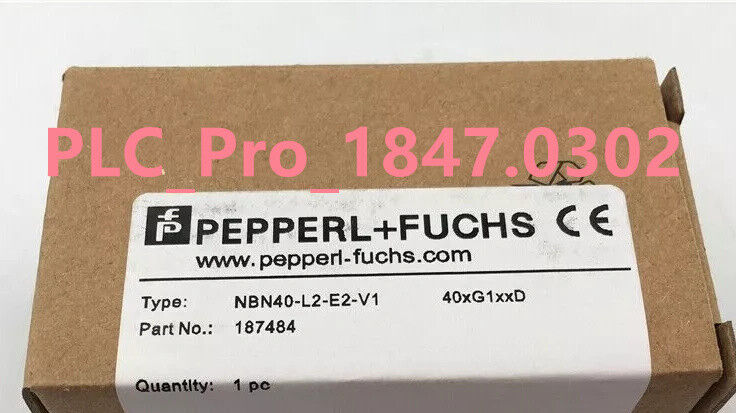 PLC_Pro_1847.0302
PEPPERL+FUCHS CE
www.pepperl-fuchs.com
Type: NBN40-L2-E2-V1 40xG1xxD
Part No.: 187484
Quantity: 1 pc